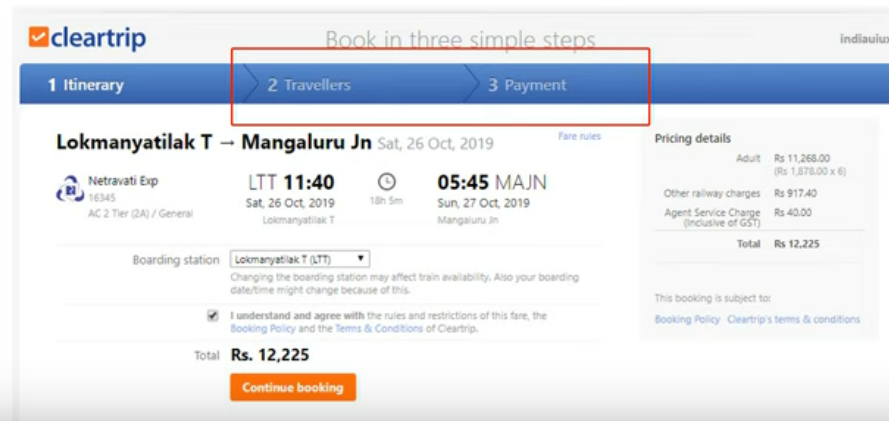 cleartrip
Book in three simple steps
indiauiux
1 Itinerary
2 Travellers
3 Payment
Lokmanyatilak T → Mangaluru Jn Sat, 26 Oct, 2019
Fare rules
Netravati Exp
16345
AC 2 Tier (2A) / General
LTT 11:40
Sat, 26 Oct, 2019
Lokmanyatilak T
18h 5m
05:45 MAJN
Sun, 27 Oct, 2019
Mangaluru Jn
Boarding station
Lokmanyatilak T (LTT)
Changing the boarding station may affect train availability. Also your boarding
date/time might change because of this.
I understand and agree with the rules and restrictions of this fare, the
Booking Policy and the Terms & Conditions of Cleartrip.
Total Rs. 12,225
Continue booking
Pricing details
Adult Rs 11,268.00
(Rs 1,878.00 x 6)
Other railway charges Rs 917.40
Agent Service Charge Rs 40.00
(Inclusive of GST)
Total Rs 12,225
This booking is subject to:
Booking Policy Cleartrip's terms & conditions